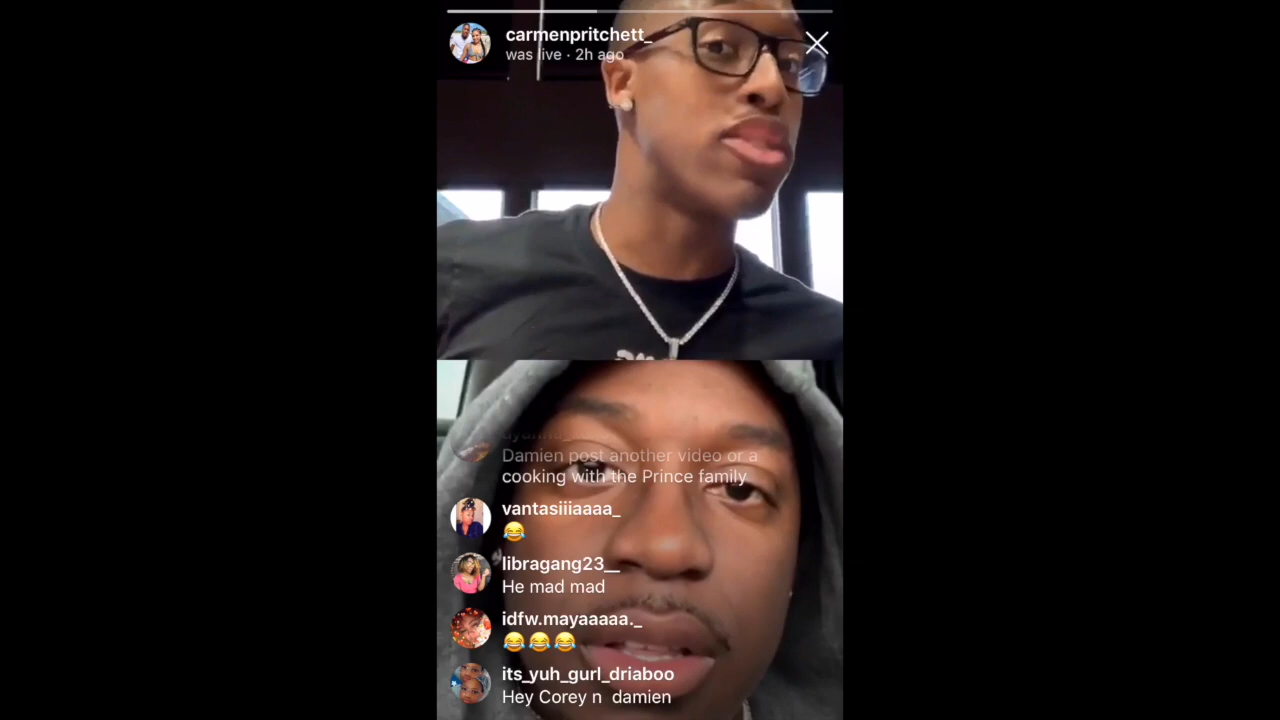 carmenpritchett_
was live · 2h ago
Damien post another video or a
cooking with the Prince family
vantasiiiaaaa_
😂
libragang23__
He mad mad
idfw.mayaaaaa._
😂😂😂
its_yuh_gurl_driaboo
Hey Corey n damien